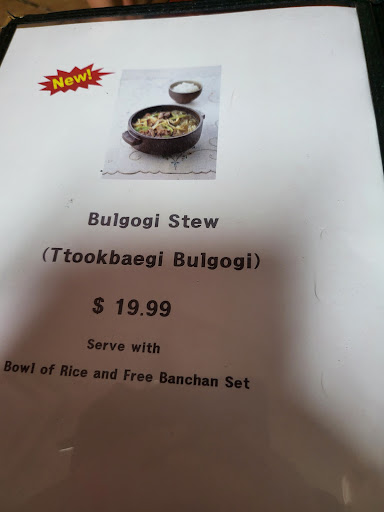 New!
Bulgogi Stew
(Ttookbaegi Bulgogi)
$ 19.99
Serve with
Bowl of Rice and Free Banchan Set